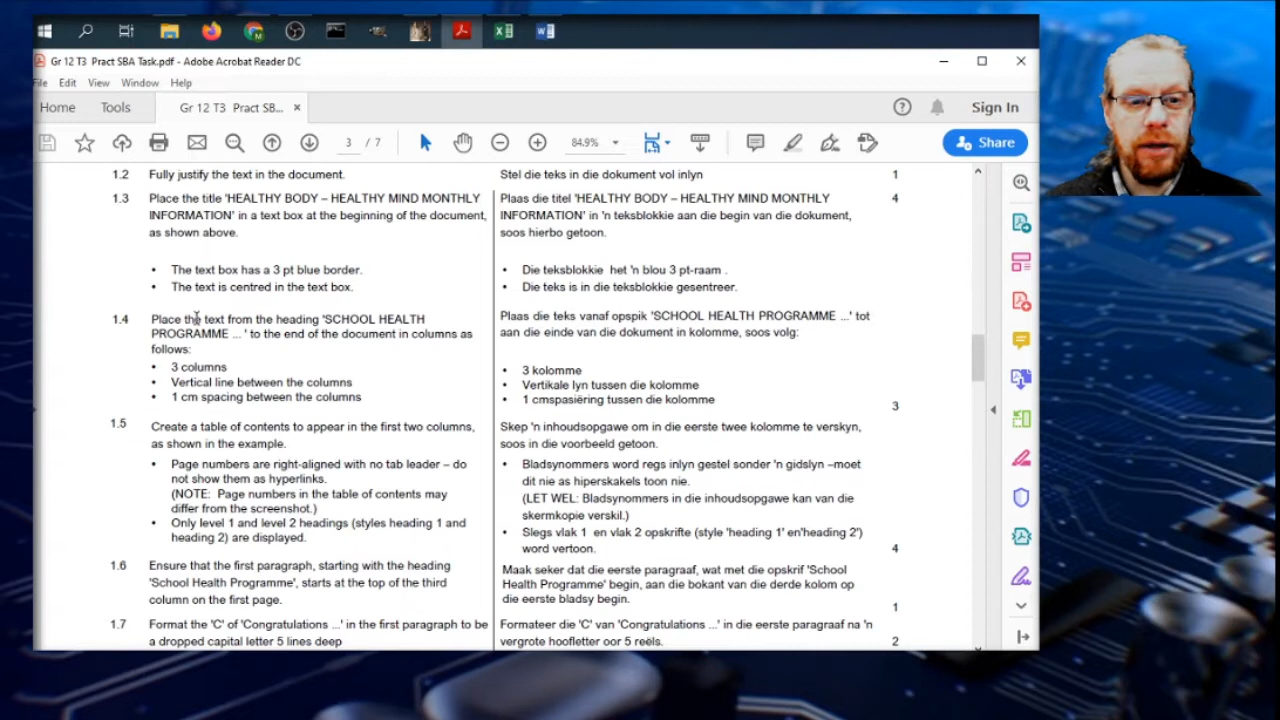 Gr 12 T3 Pract SBA Task.pdf - Adobe Acrobat Reader DC
File Edit View Window Help
Home Tools Gr 12 T3 Pract SB... × Sign In
3 / 7 84.9% Share
1.2 Fully justify the text in the document. Stel die teks in die dokument vol inlyn 1
1.3 Place the title 'HEALTHY BODY – HEALTHY MIND MONTHLY Plaas die titel 'HEALTHY BODY – HEALTHY MIND MONTHLY 4
INFORMATION' in a text box at the beginning of the document, INFORMATION' in 'n teksblokkie aan die begin van die dokument,
as shown above. soos hierbo getoon.
• The text box has a 3 pt blue border. • Die teksblokkie het 'n blou 3 pt-raam .
• The text is centred in the text box. • Die teks is in die teksblokkie gesentreer.
1.4 Place the text from the heading 'SCHOOL HEALTH Plaas die teks vanaf opspik 'SCHOOL HEALTH PROGRAMME ...' tot
PROGRAMME ... ' to the end of the document in columns as aan die einde van die dokument in kolomme, soos volg:
follows:
• 3 columns • 3 kolomme
• Vertical line between the columns • Vertikale lyn tussen die kolomme
• 1 cm spacing between the columns • 1 cmspasiëring tussen die kolomme
3
1.5 Create a table of contents to appear in the first two columns, Skep 'n inhoudsopgawe om in die eerste twee kolomme te verskyn,
as shown in the example. soos in die voorbeeld getoon.
• Page numbers are right-aligned with no tab leader – do • Bladsynommers word regs inlyn gestel sonder 'n gidslyn –moet
not show them as hyperlinks. dit nie as hiperskakels toon nie.
(NOTE: Page numbers in the table of contents may (LET WEL: Bladsynommers in die inhoudsopgawe kan van die
differ from the screenshot.) skermkopie verskil.)
• Only level 1 and level 2 headings (styles heading 1 and • Slegs vlak 1 en vlak 2 opskrifte (style 'heading 1' en'heading 2')
heading 2) are displayed. word vertoon. 4
1.6 Ensure that the first paragraph, starting with the heading Maak seker dat die eerste paragraaf, wat met die opskrif 'School
'School Health Programme', starts at the top of the third Health Programme' begin, aan die bokant van die derde kolom op
column on the first page. die eerste bladsy begin. 1
1.7 Format the 'C' of 'Congratulations ...' in the first paragraph to be Formateer die 'C' van 'Congratulations ...' in die eerste paragraaf na 'n
a dropped capital letter 5 lines deep vergrote hoofletter oor 5 reëls. 2